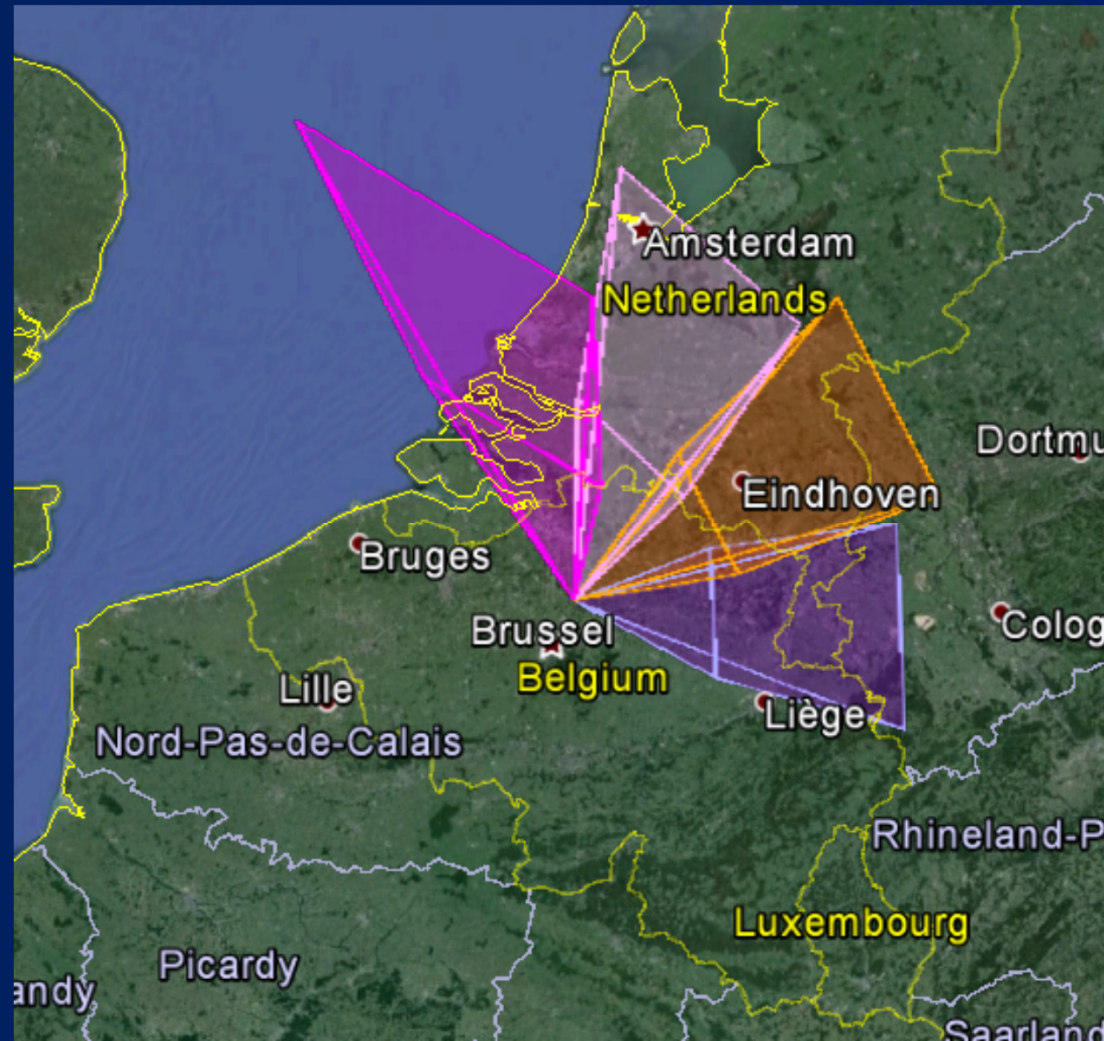 Amsterdam
Netherlands
Dortmu
Eindhoven
Bruges
Brussel
Colog
Belgium
Lille
Liège
Nord-Pas-de-Calais
Rhineland-P
Luxembourg
Picardy
andy
Saarland